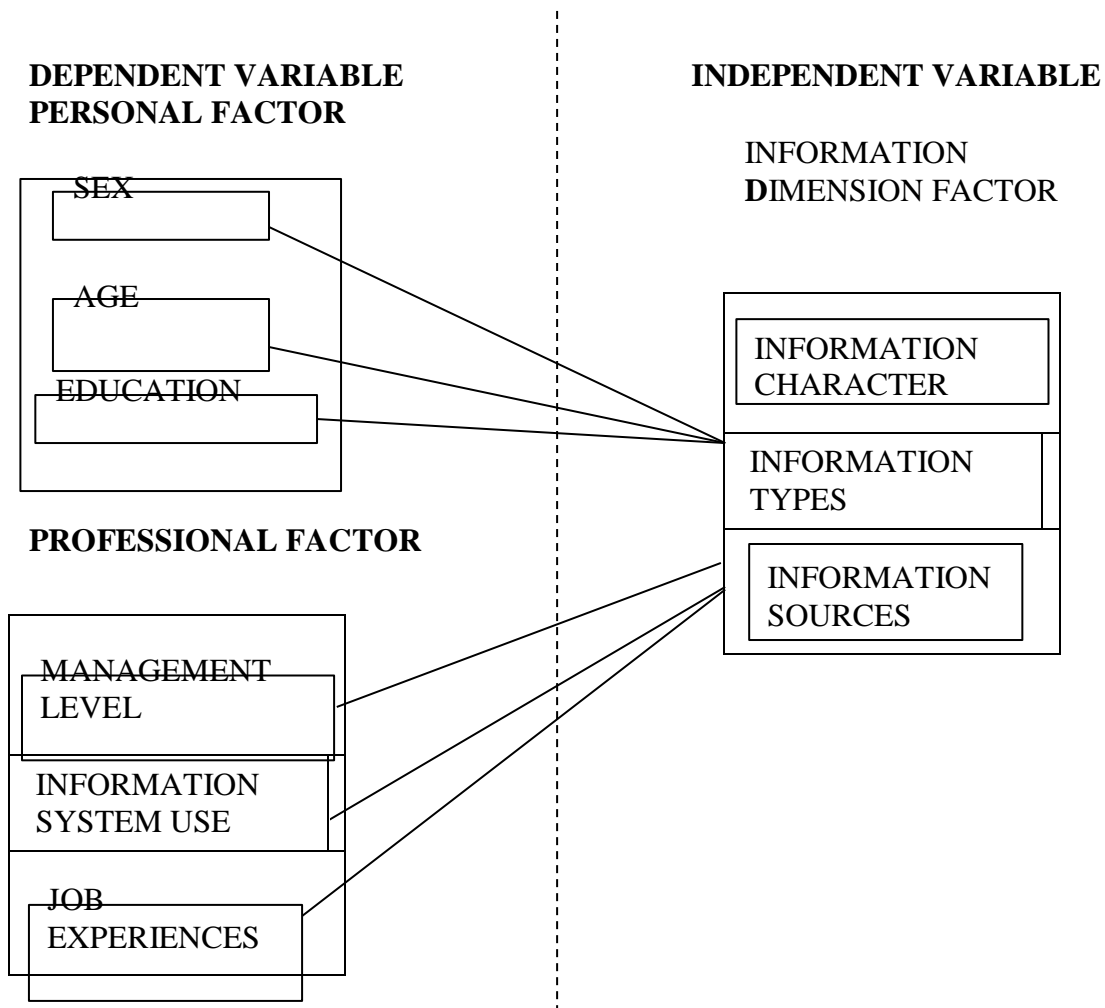 DEPENDENT VARIABLE
PERSONAL FACTOR
SEX
AGE
EDUCATION
PROFESSIONAL FACTOR
MANAGEMENT
LEVEL
INFORMATION
SYSTEM USE
JOB
EXPERIENCES
INDEPENDENT VARIABLE
INFORMATION
DIMENSION FACTOR
INFORMATION
CHARACTER
INFORMATION
TYPES
INFORMATION
SOURCES